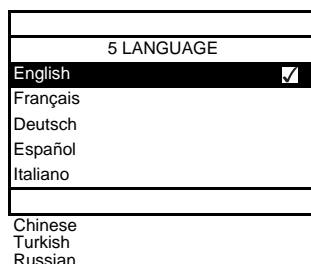 5 LANGUAGE
English
Français
Deutsch
Español
Italiano
Chinese
Turkish
Russian